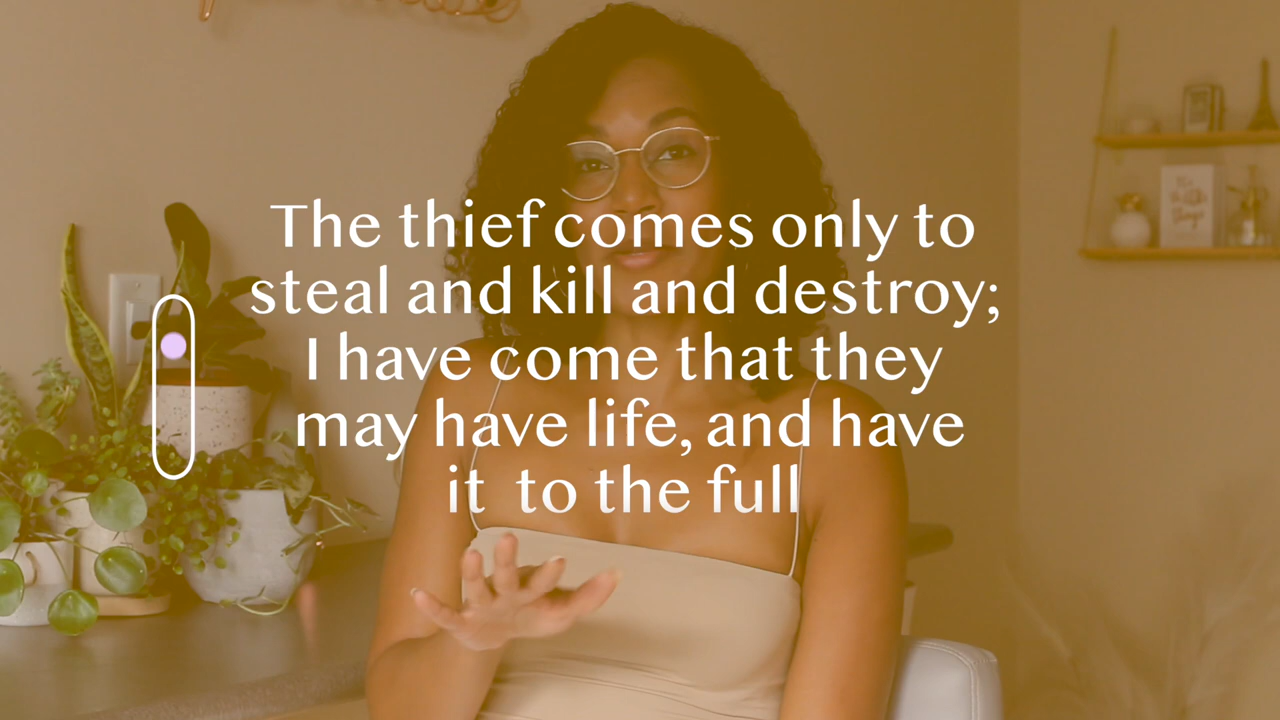 The thief comes only to
steal and kill and destroy;
I have come that they
may have life, and have
it to the full